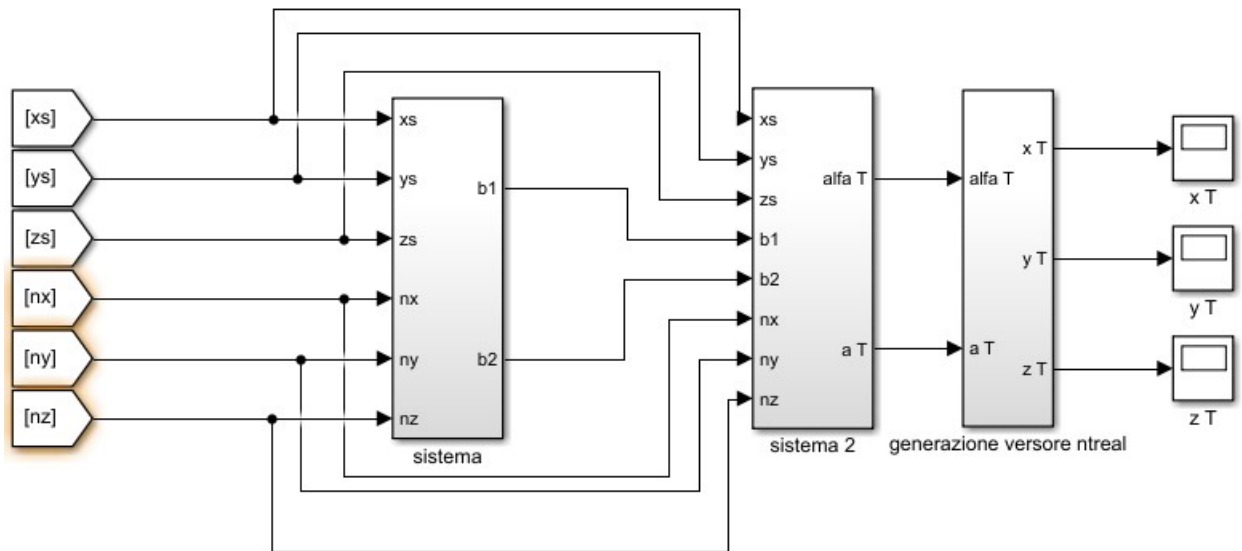 [xs]
[ys]
[zs]
[nx]
[ny]
[nz]
xs
ys
zs
nx
ny
nz
b1
b2
sistema
xs
ys
zs
b1
b2
nx
ny
nz
alfa T
a T
sistema 2
alfa T
a T
x T
y T
z T
generazione versore ntreal
x T
y T
z T